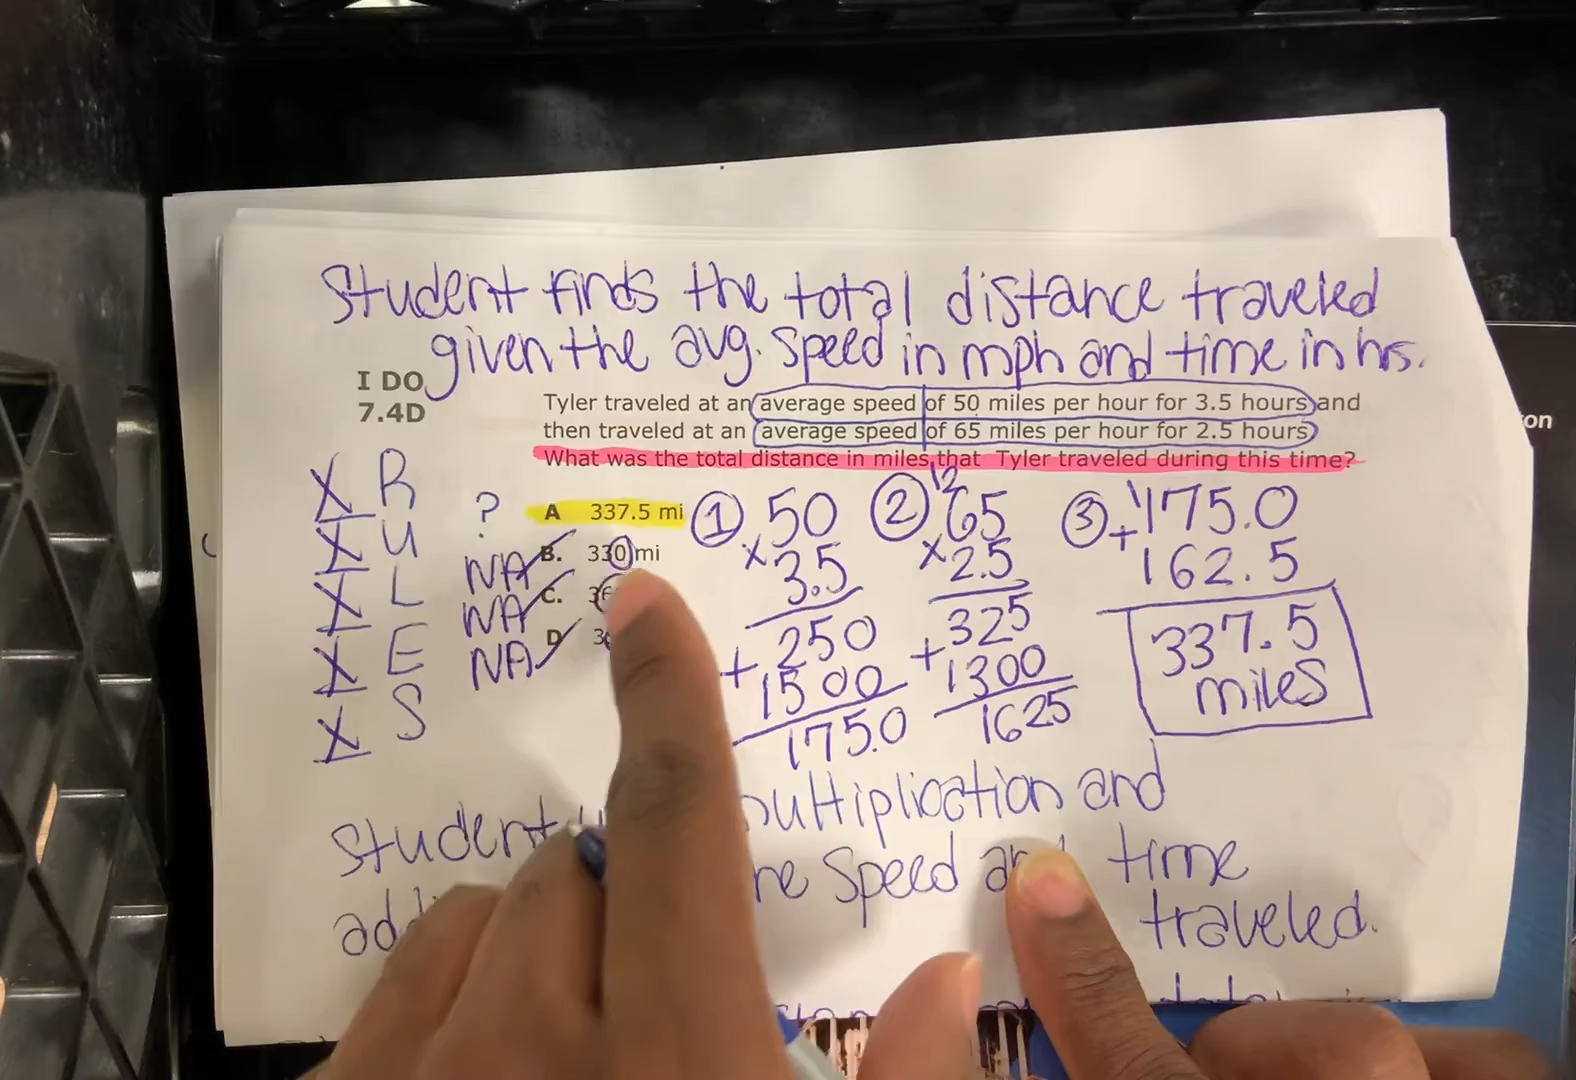 Student finds the total distance traveled
given the avg. speed in mph and time in hrs.
I DO
7.4D
Tyler traveled at an average speed of 50 miles per hour for 3.5 hours and
then traveled at an average speed of 65 miles per hour for 2.5 hours
What was the total distance in miles that Tyler traveled during this time?
X R
X U
X L
X E
X S
? A 337.5 mi
NA B. 330 mi
NA C.
NA D
① 50
x 3.5
250
+ 1500
175.0
② 12
65
x 2.5
325
+ 1300
1625
③ 1
175.0
+ 162.5
337.5
miles
Student multiplication and
speed and time
traveled.
on